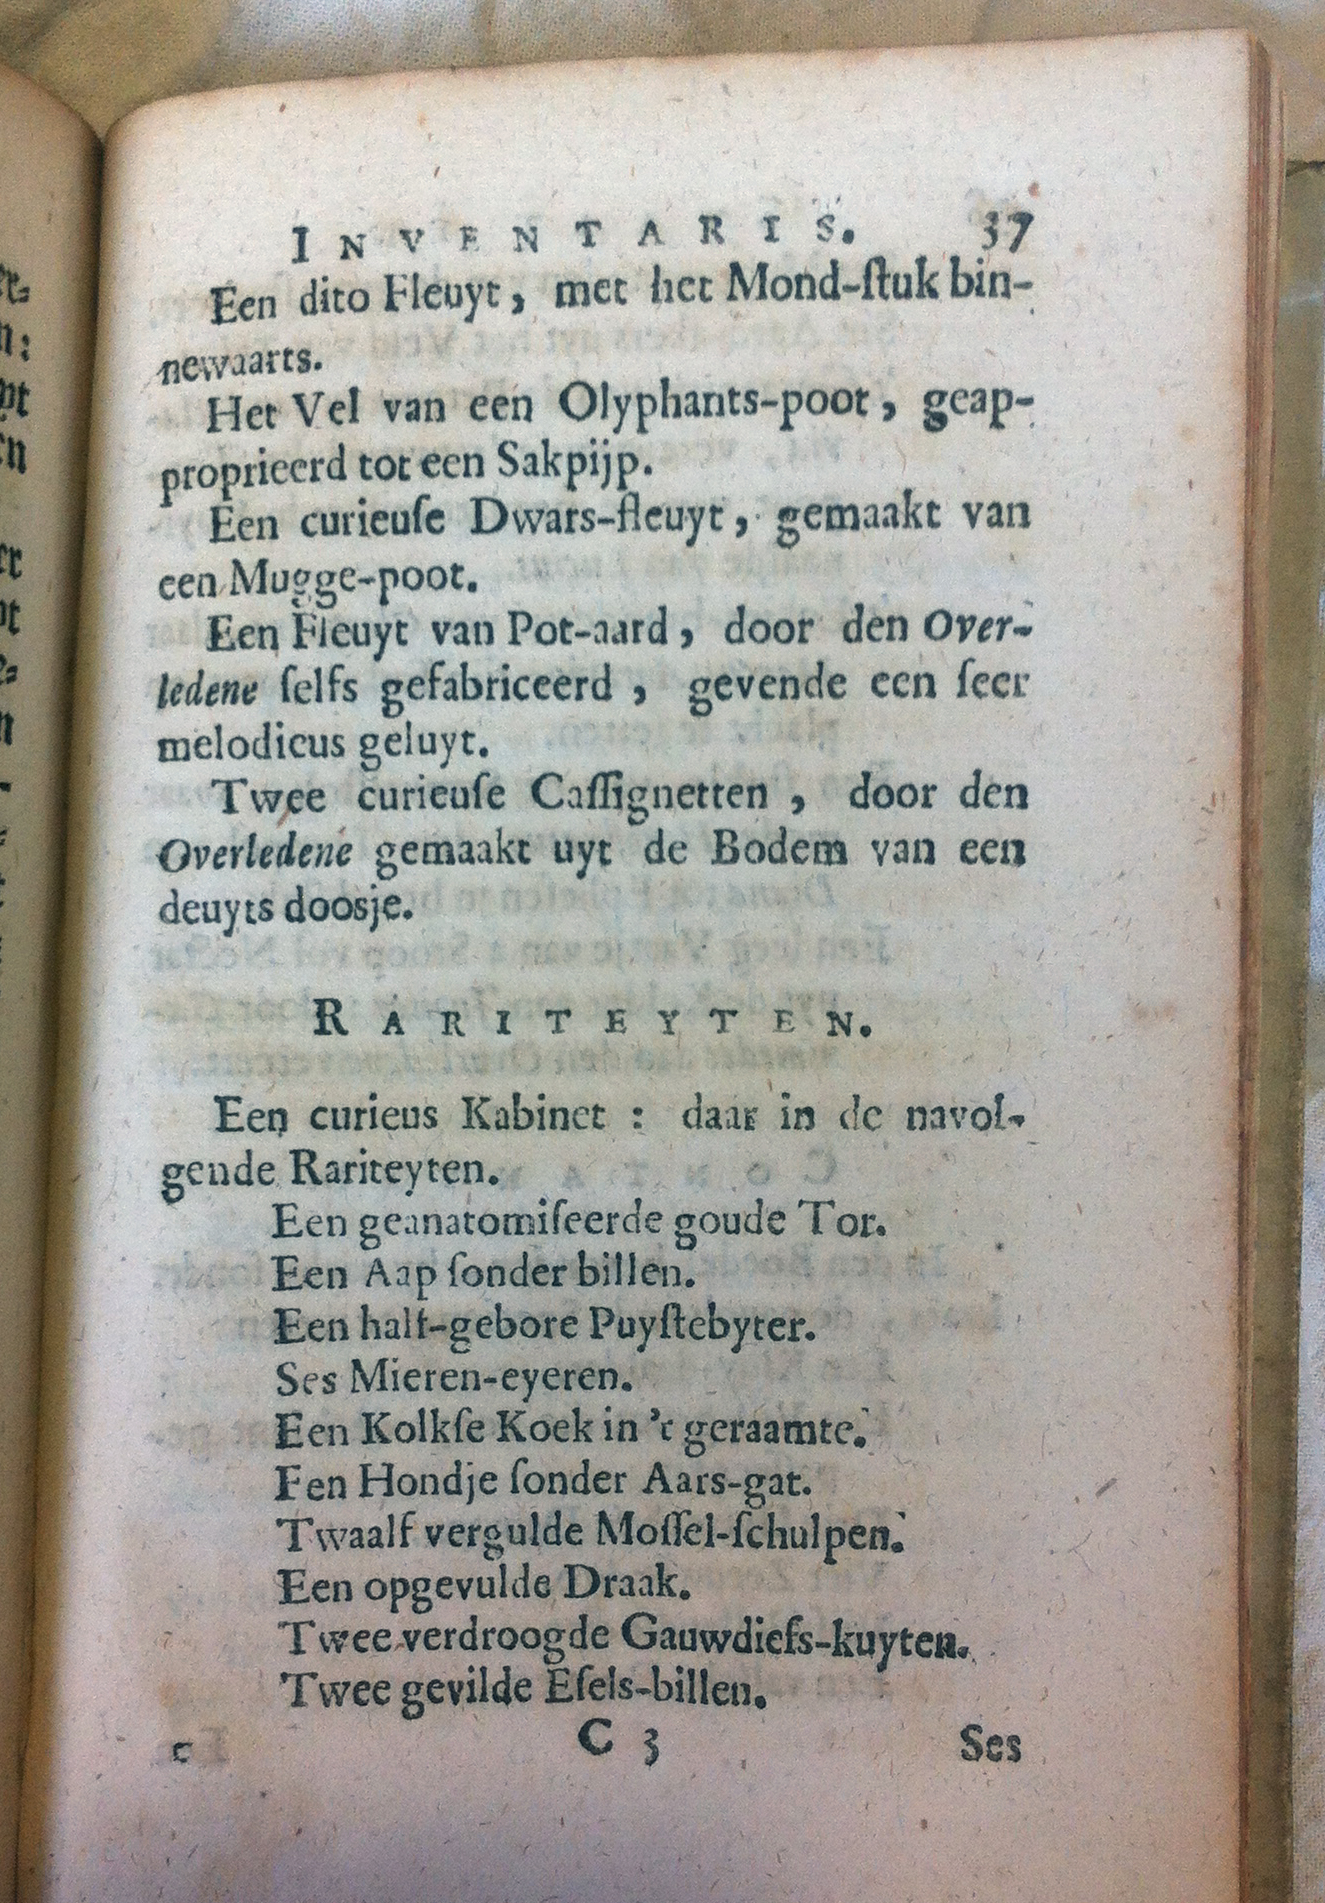 INVENTARIS. 37
Een dito Fleuyt, met het Mond-ſtuk bin-
newaarts.
Het Vel van een Olyphants-poot, geap-
proprieerd tot een Sakpijp.
Een curieuſe Dwars-fleuyt, gemaakt van
een Mugge-poot.
Een Fleuyt van Pot-aard, door den Over-
ledene ſelfs gefabriceerd, gevende een ſeer
melodicus geluyt.
Twee curieuſe Caſſignetten, door den
Overledene gemaakt uyt de Bodem van een
deuyts doosje.
RARITEYTEN.
Een curieus Kabinet: daar in de navol-
gende Rariteyten.
Een geanatomiſeerde goude Tor.
Een Aap ſonder billen.
Een half-gebore Puyſtebyter.
Ses Mieren-eyeren.
Een Kolkſe Koek in 't geraamte.
Een Hondje ſonder Aars-gat.
Twaalf vergulde Moſſel-ſchulpen.
Een opgevulde Draak.
Twee verdroogde Gauwdiefs-kuyten.
Twee gevilde Eſels-billen.
c C 3 Ses